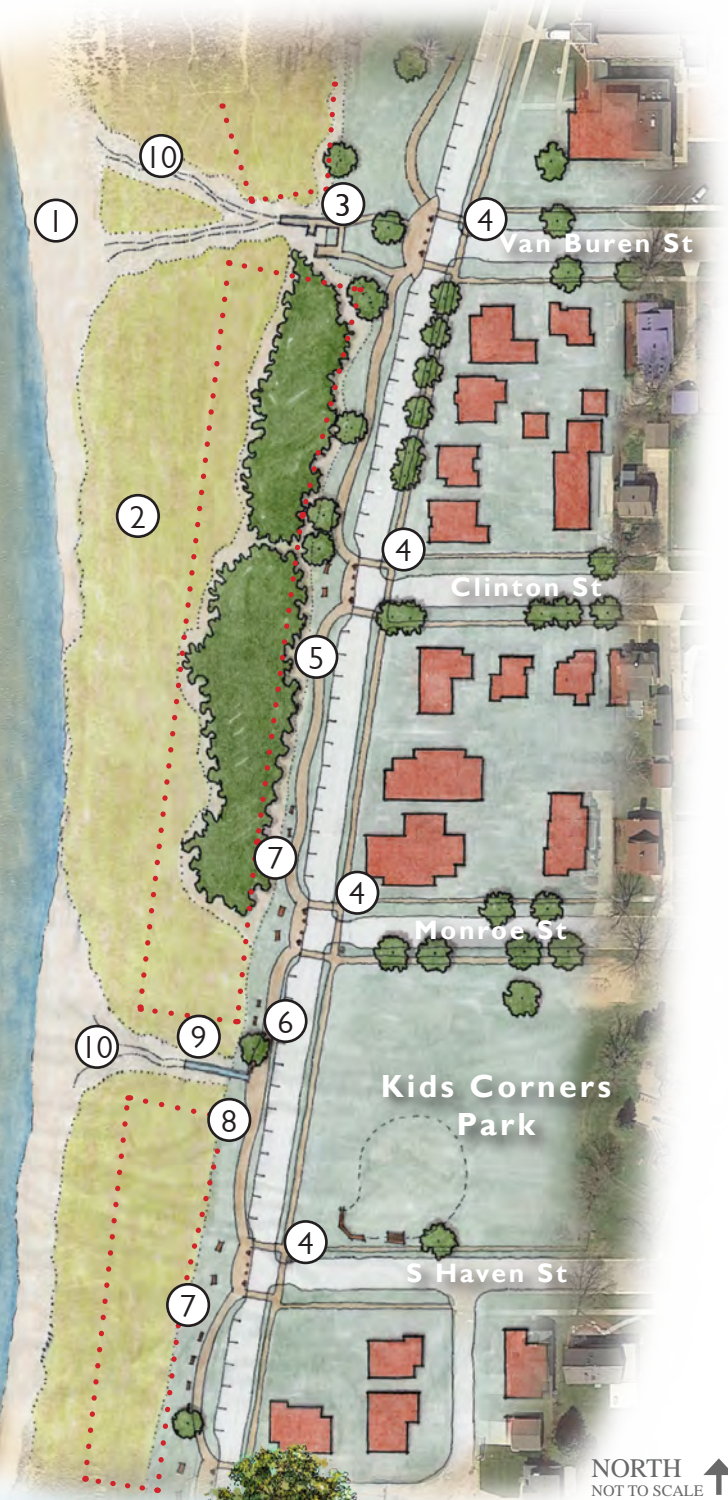 10
3
1
4
Van Buren St
2
4
Clinton St
5
7
4
Monroe St
6
9
10
Kids Corners
Park
8
4
S Haven St
7
NORTH
NOT TO SCALE